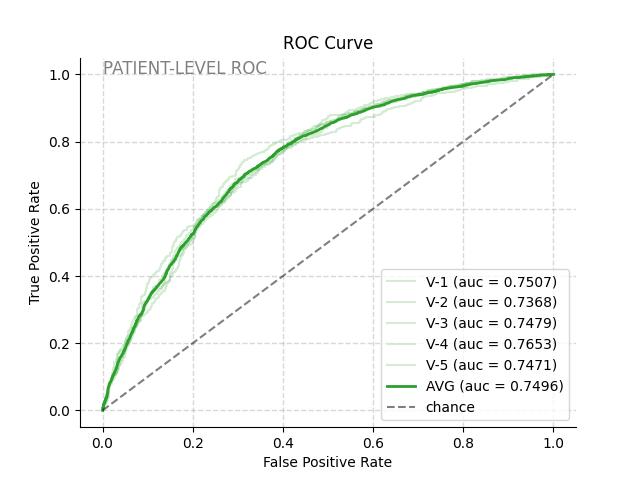 ROC Curve
PATIENT-LEVEL ROC
True Positive Rate
1.0
0.8
0.6
0.4
0.2
0.0
V-1 (auc = 0.7507)
V-2 (auc = 0.7368)
V-3 (auc = 0.7479)
V-4 (auc = 0.7653)
V-5 (auc = 0.7471)
AVG (auc = 0.7496)
chance
0.0 0.2 0.4 0.6 0.8 1.0
False Positive Rate